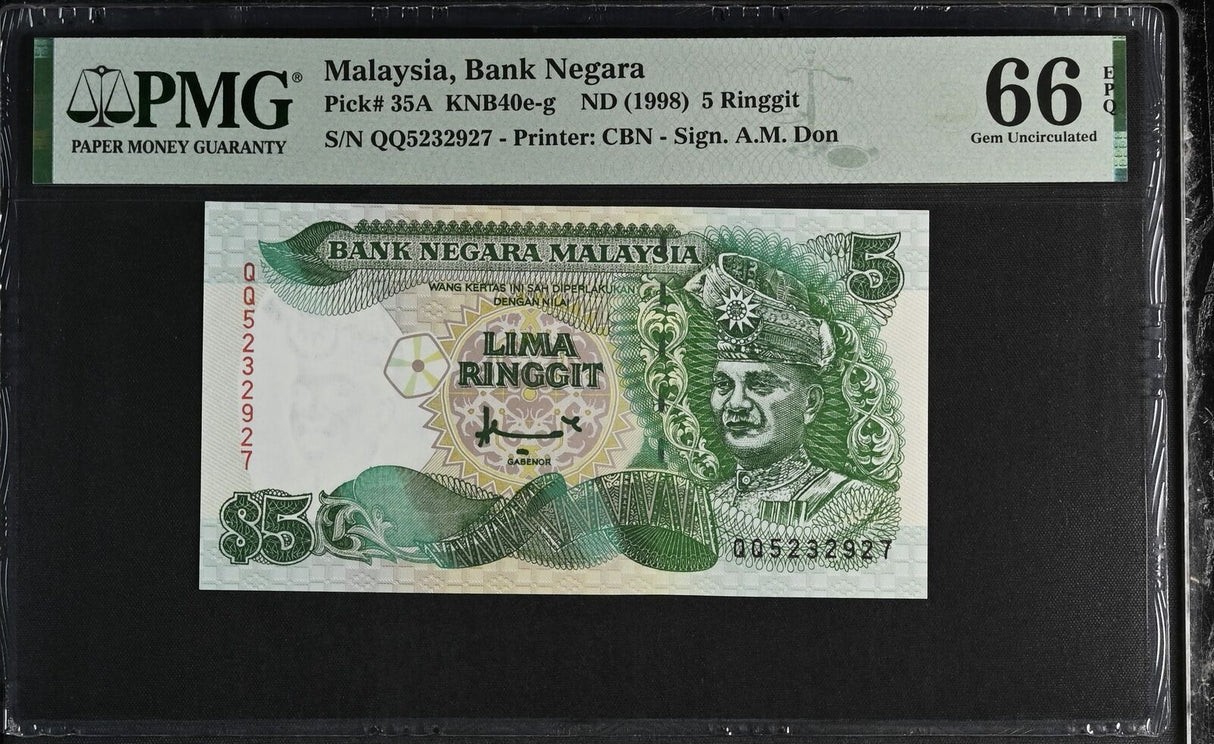 PMG®
PAPER MONEY GUARANTY
Malaysia, Bank Negara
Pick# 35A KNB40e-g ND (1998) 5 Ringgit
S/N QQ5232927 - Printer: CBN - Sign. A.M. Don
66
EPQ
Gem Uncirculated
BANK NEGARA MALAYSIA
5
WANG KERTAS INI SAH DIPERLAKUKAN
DENGAN NILAI
QQ5232927
LIMA
RINGGIT
GABENOR
$5
QQ5232927